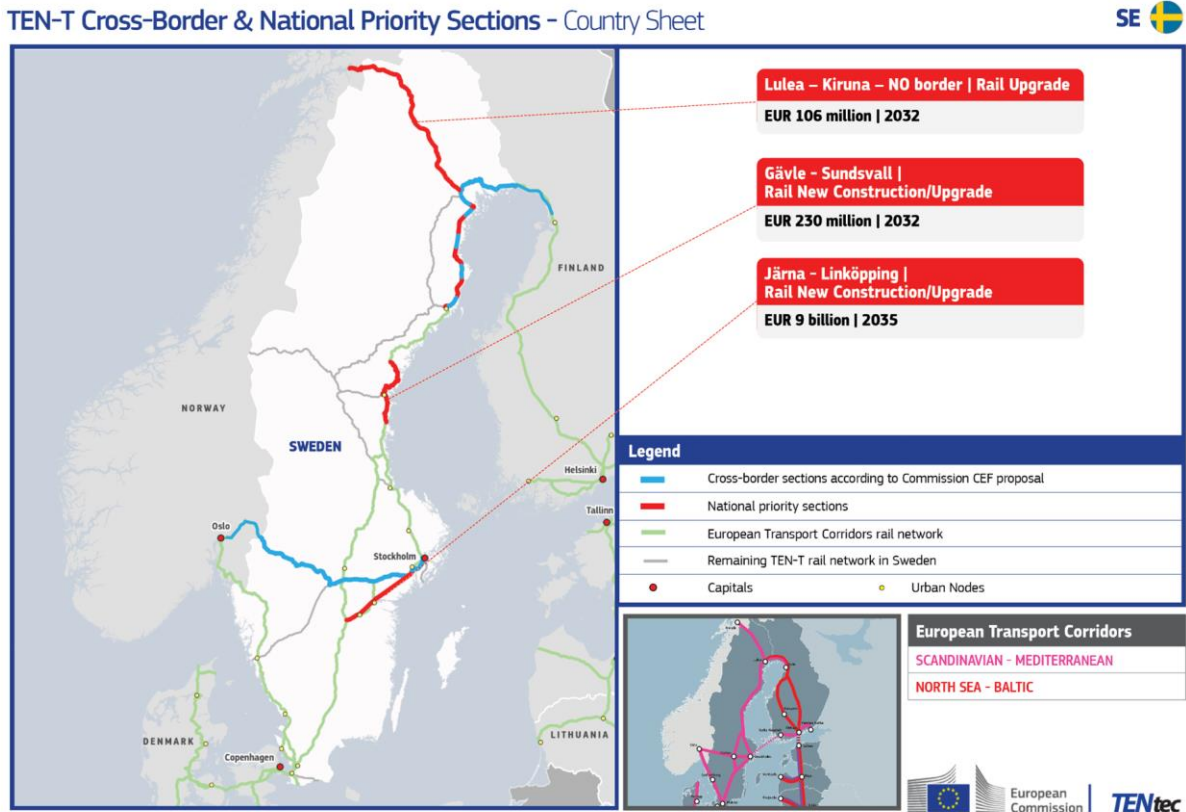 TEN-T Cross-Border & National Priority Sections - Country Sheet
SE
Lulea – Kiruna – NO border | Rail Upgrade
EUR 106 million | 2032
Gävle - Sundsvall |
Rail New Construction/Upgrade
EUR 230 million | 2032
Järna - Linköpping |
Rail New Construction/Upgrade
EUR 9 billion | 2035
FINLAND
NORWAY
SWEDEN
Helsinki
Tallinn
Oslo
Stockholm
DENMARK
Copenhagen
LITHUANIA
Legend
Cross-border sections according to Commission CEF proposal
National priority sections
European Transport Corridors rail network
Remaining TEN-T rail network in Sweden
Capitals
Urban Nodes
European Transport Corridors
SCANDINAVIAN - MEDITERRANEAN
NORTH SEA - BALTIC
European
Commission
TENtec